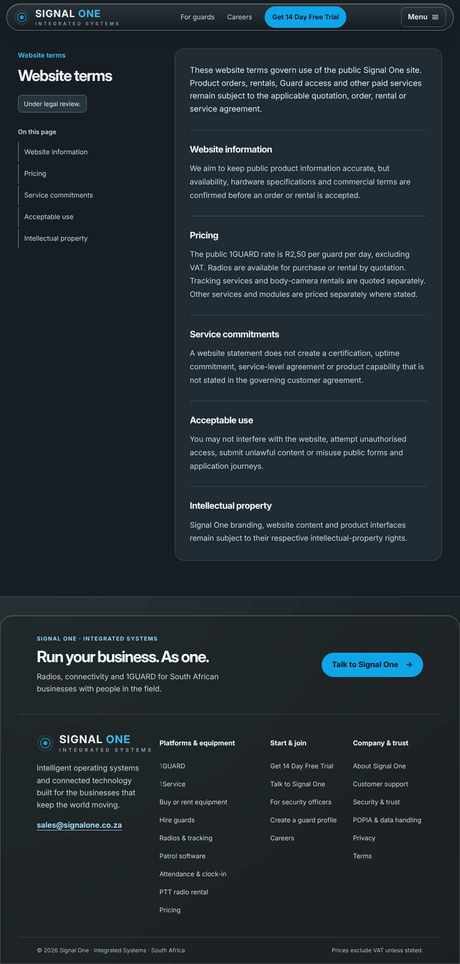 SIGNAL ONE
INTEGRATED SYSTEMS
For guards
Careers
Get 14 Day Free Trial
Menu
Website terms
Website terms
Under legal review.
On this page
Website information
Pricing
Service commitments
Acceptable use
Intellectual property
These website terms govern use of the public Signal One site.
Product orders, rentals, Guard access and other paid services
remain subject to the applicable quotation, order, rental or
service agreement.
Website information
We aim to keep public product information accurate, but
availability, hardware specifications and commercial terms are
confirmed before an order or rental is accepted.
Pricing
The public 1GUARD rate is R2,50 per guard per day, excluding
VAT. Radios are available for purchase or rental by quotation.
Tracking services and body-camera rentals are quoted separately.
Other services and modules are priced separately where stated.
Service commitments
A website statement does not create a certification, uptime
commitment, service-level agreement or product capability that is
not stated in the governing customer agreement.
Acceptable use
You may not interfere with the website, attempt unauthorised
access, submit unlawful content or misuse public forms and
application journeys.
Intellectual property
Signal One branding, website content and product interfaces
remain subject to their respective intellectual-property rights.
SIGNAL ONE · INTEGRATED SYSTEMS
Run your business. As one.
Radios, connectivity and 1GUARD for South African
businesses with people in the field.
Talk to Signal One →
SIGNAL ONE
INTEGRATED SYSTEMS
Intelligent operating systems
and connected technology
built for the businesses that
keep the world moving.
sales@signalone.co.za
Platforms & equipment
1GUARD
1Service
Buy or rent equipment
Hire guards
Radios & tracking
Patrol software
Attendance & clock-in
PTT radio rental
Pricing
Start & join
Get 14 Day Free Trial
Talk to Signal One
For security officers
Create a guard profile
Careers
Company & trust
About Signal One
Customer support
Security & trust
POPIA & data handling
Privacy
Terms
© 2026 Signal One · Integrated Systems · South Africa
Prices exclude VAT unless stated.